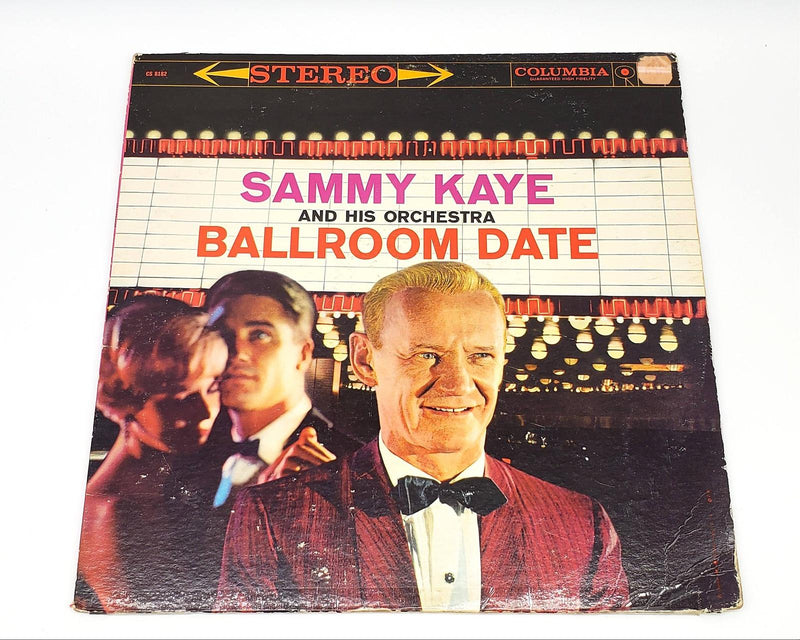 CS 8182
STEREO
COLUMBIA
GUARANTEED HIGH FIDELITY
SAMMY KAYE
AND HIS ORCHESTRA
BALLROOM DATE